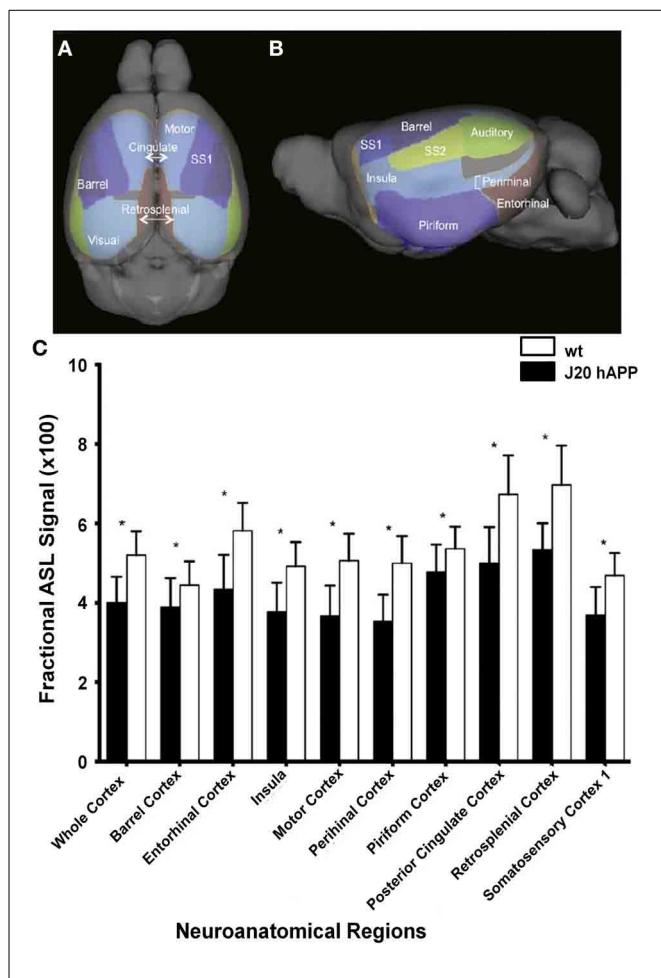 A
Motor
Cingulate
SS1
Barrel
Retrosplenial
Visual
B
Barrel
Auditory
SS1
SS2
Insula
Perirhinal
Entorhinal
Piriform
C
wt
J20 hAPP
Fractional ASL Signal (x100)
10
8
6
4
2
0
Whole Cortex
Barrel Cortex
Entorhinal Cortex
Insula
Motor Cortex
Perihinal Cortex
Piriform Cortex
Posterior Cingulate Cortex
Retrosplenial Cortex
Somatosensory Cortex 1
Neuroanatomical Regions
* * * * * * * * * *